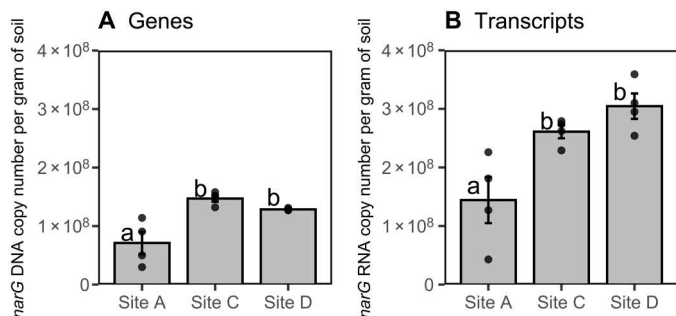 A Genes
narG DNA copy number per gram of soil
4 × 10⁸
3 × 10⁸
2 × 10⁸
1 × 10⁸
0
a
b
b
Site A
Site C
Site D
B Transcripts
narG RNA copy number per gram of soil
4 × 10⁸
3 × 10⁸
2 × 10⁸
1 × 10⁸
0
a
b
b
Site A
Site C
Site D